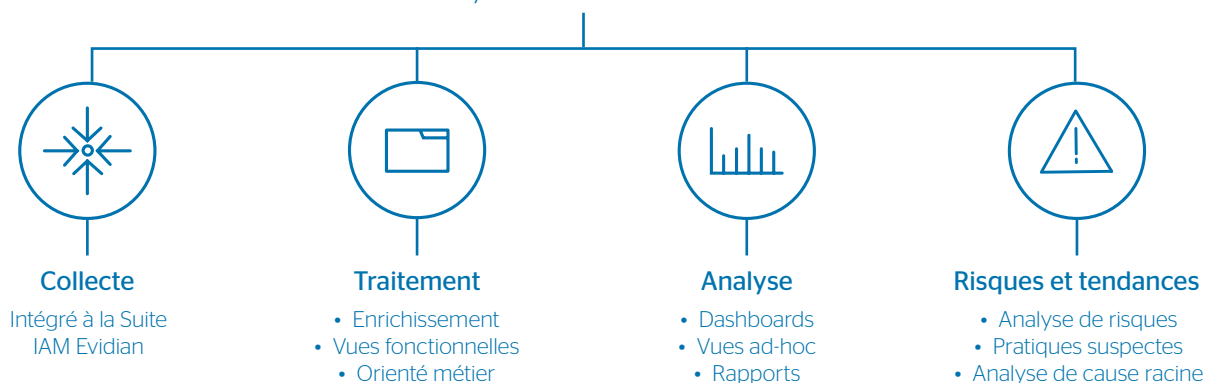 Collecte
Intégré à la Suite
IAM Evidian
Traitement
• Enrichissement
• Vues fonctionnelles
• Orienté métier
Analyse
• Dashboards
• Vues ad-hoc
• Rapports
Risques et tendances
• Analyse de risques
• Pratiques suspectes
• Analyse de cause racine